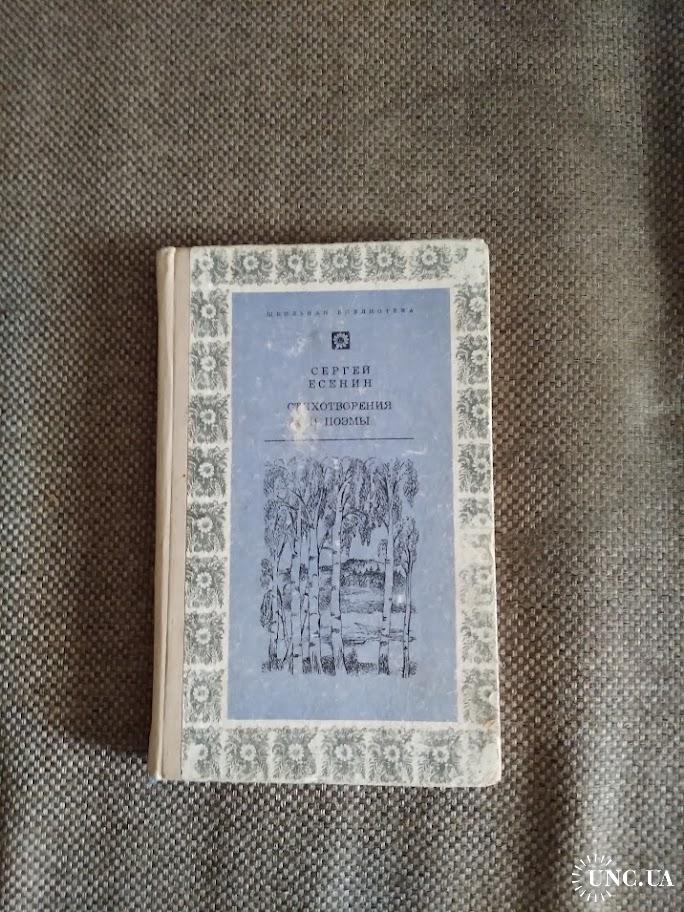 ШКОЛЬНАЯ БИБЛИОТЕКА
СЕРГЕЙ
ЕСЕНИН
СТИХОТВОРЕНИЯ
И ПОЭМЫ
UNC.UA